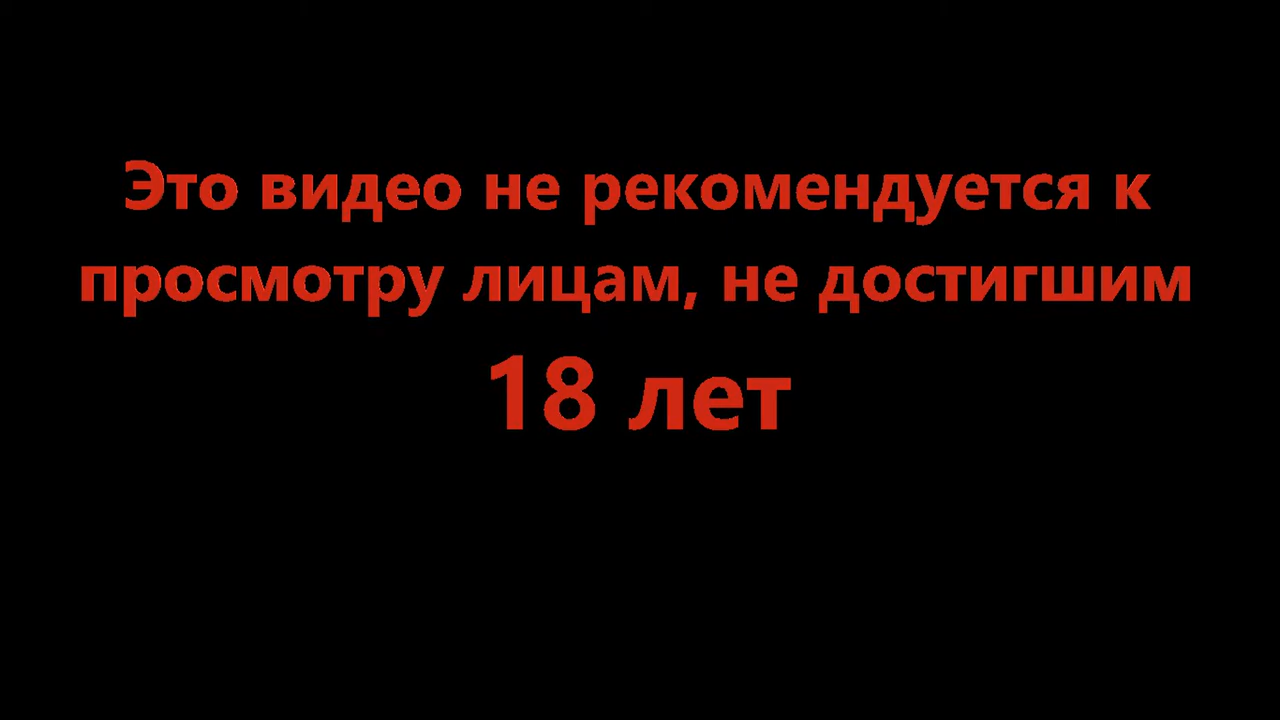 Это видео не рекомендуется к
просмотру лицам, не достигшим
18 лет